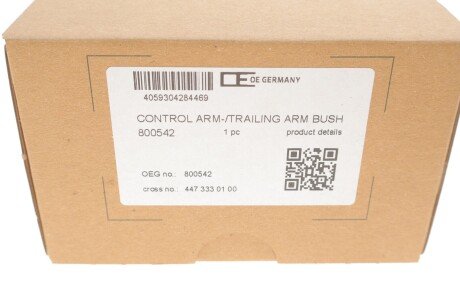 OE OE GERMANY
4059304284469
CONTROL ARM-/TRAILING ARM BUSH
800542 1 pc product details
OEG no.: 800542
cross no.: 447 333 01 00